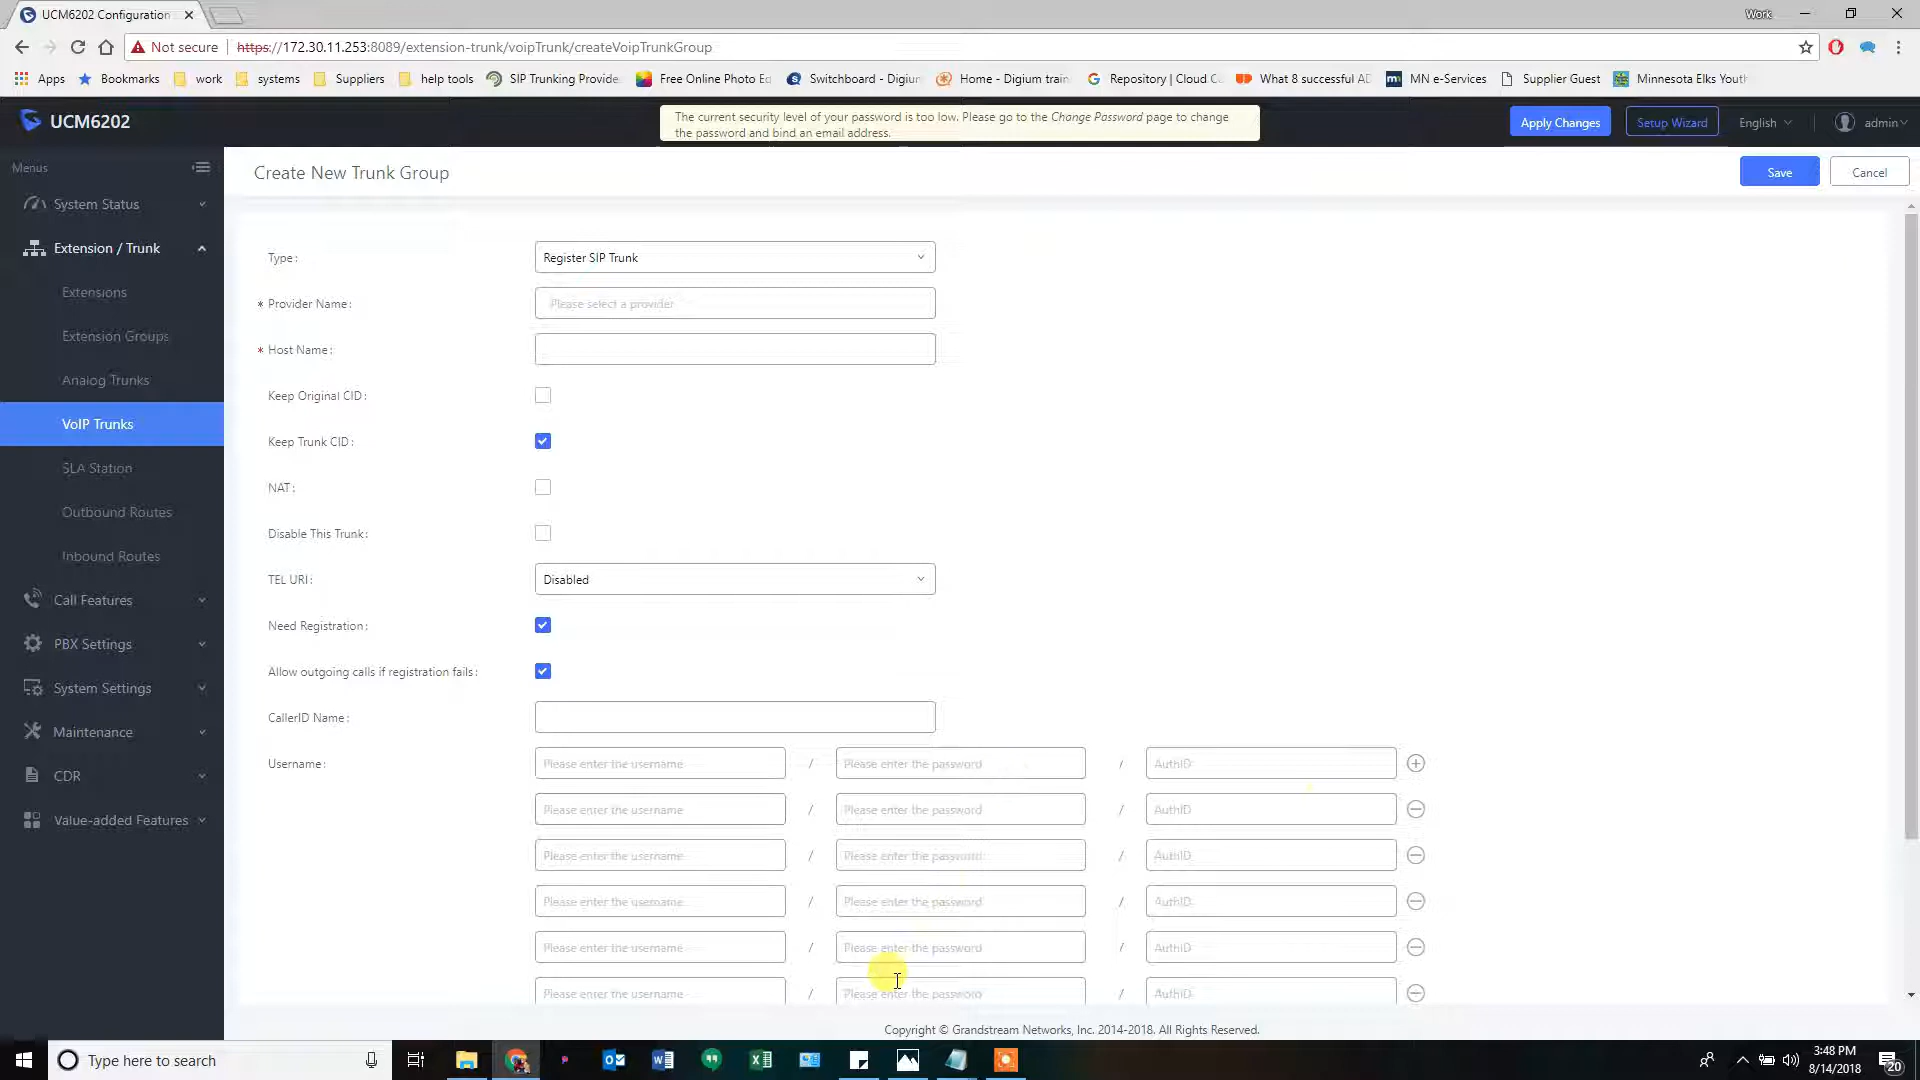 UCM6202 Configuration
Work
Not secure
https://172.30.11.253:8089/extension-trunk/voipTrunk/createVoipTrunkGroup
Apps
Bookmarks
work
systems
Suppliers
help tools
SIP Trunking Provide
Free Online Photo Ed
Switchboard - Digium
Home - Digium train
Repository | Cloud C
What 8 successful AD
MN e-Services
Supplier Guest
Minnesota Elks Youth
UCM6202
The current security level of your password is too low. Please go to the Change Password page to change
the password and bind an email address.
Apply Changes
Setup Wizard
English
admin
Menus
Create New Trunk Group
Save
Cancel
System Status
Extension / Trunk
Extensions
Extension Groups
Analog Trunks
VoIP Trunks
SLA Station
Outbound Routes
Inbound Routes
Call Features
PBX Settings
System Settings
Maintenance
CDR
Value-added Features
Type:
Register SIP Trunk
* Provider Name:
Please select a provider
* Host Name:
Keep Original CID:
Keep Trunk CID:
NAT:
Disable This Trunk:
TEL URI:
Disabled
Need Registration:
Allow outgoing calls if registration fails:
CallerID Name:
Username:
Please enter the username / Please enter the password / AuthID
Please enter the username / Please enter the password / AuthID
Please enter the username / Please enter the password / AuthID
Please enter the username / Please enter the password / AuthID
Please enter the username / Please enter the password / AuthID
Please enter the username / Please enter the password / AuthID
Copyright © Grandstream Networks, Inc. 2014-2018. All Rights Reserved.
Type here to search
3:48 PM
8/14/2018
20